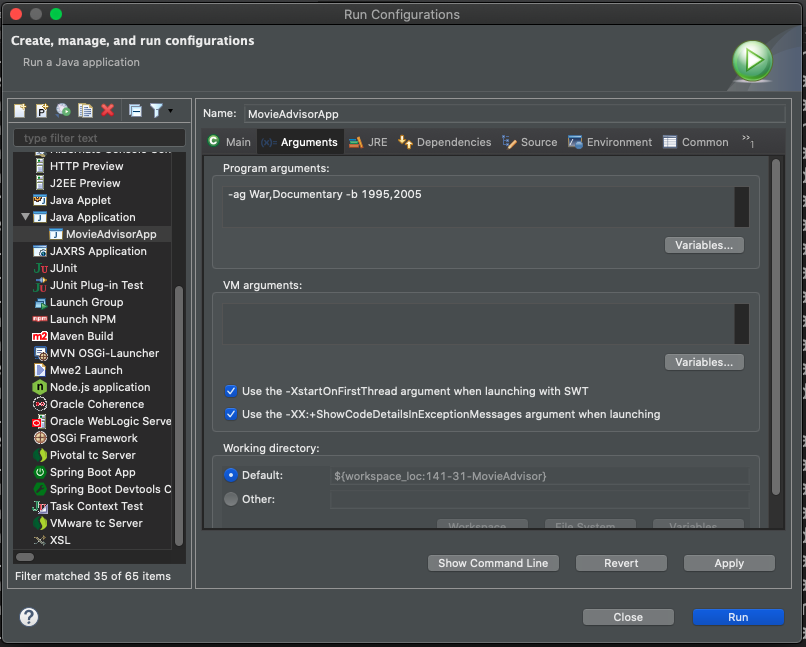 Run Configurations
Create, manage, and run configurations
Run a Java application
Name: MovieAdvisorApp
type filter text
Main (x)= Arguments JRE Dependencies Source Environment Common »1
HTTP Preview
J2EE Preview
Java Applet
Java Application
MovieAdvisorApp
JAXRS Application
JUnit
JUnit Plug-in Test
Launch Group
Launch NPM
Maven Build
MVN OSGi-Launcher
Mwe2 Launch
Node.js application
Oracle Coherence
Oracle WebLogic Serve
OSGi Framework
Pivotal tc Server
Spring Boot App
Spring Boot Devtools C
Task Context Test
VMware tc Server
XSL
Filter matched 35 of 65 items
Program arguments:
-ag War,Documentary -b 1995,2005
Variables...
VM arguments:
Variables...
Use the -XstartOnFirstThread argument when launching with SWT
Use the -XX:+ShowCodeDetailsInExceptionMessages argument when launching
Working directory:
Default: ${workspace_loc:141-31-MovieAdvisor}
Other:
Workspace... File System... Variables...
Show Command Line Revert Apply
? Close Run